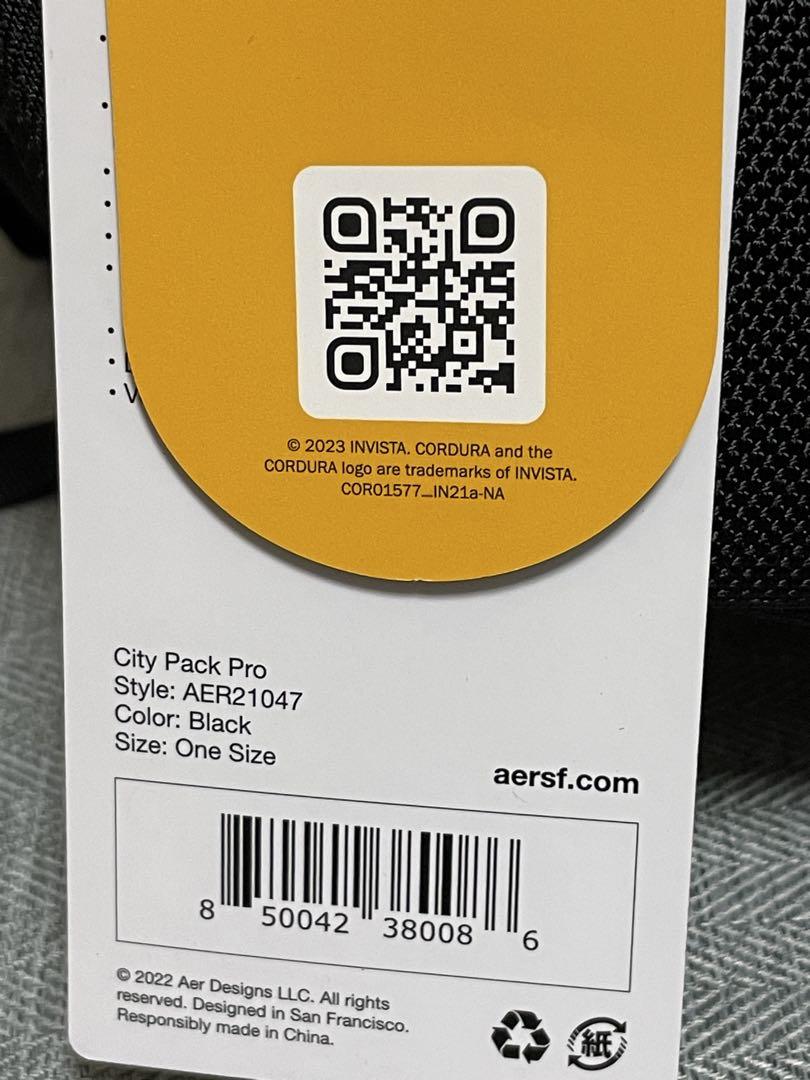 © 2023 INVISTA. CORDURA and the
CORDURA logo are trademarks of INVISTA.
COR01577_IN21a-NA
City Pack Pro
Style: AER21047
Color: Black
Size: One Size
aersf.com
8 50042 38008 6
© 2022 Aer Designs LLC. All rights
reserved. Designed in San Francisco.
Responsibly made in China.
紙